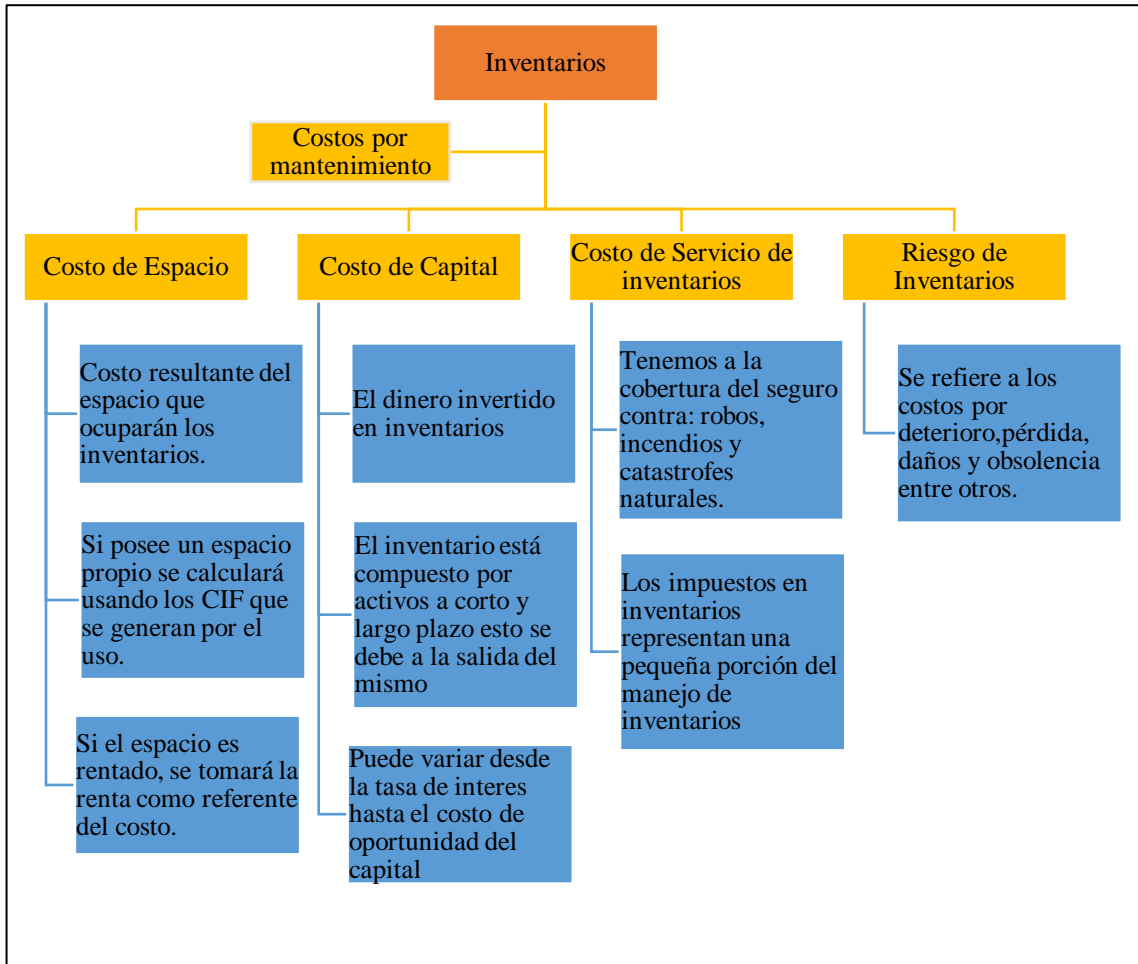 Inventarios
Costos por
mantenimiento
Costo de Espacio
Costo resultante del
espacio que
ocuparán los
inventarios.
Si posee un espacio
propio se calculará
usando los CIF que
se generan por el
uso.
Si el espacio es
rentado, se tomará la
renta como referente
del costo.
Costo de Capital
El dinero invertido
en inventarios
El inventario está
compuesto por
activos a corto y
largo plazo esto se
debe a la salida del
mismo
Puede variar desde
la tasa de interes
hasta el costo de
oportunidad del
capital
Costo de Servicio de
inventarios
Tenemos a la
cobertura del seguro
contra: robos,
incendios y
catastrofes
naturales.
Los impuestos en
inventarios
representan una
pequeña porción del
manejo de
inventarios
Riesgo de
Inventarios
Se refiere a los
costos por
deterioro,pérdida,
daños y obsolencia
entre otros.